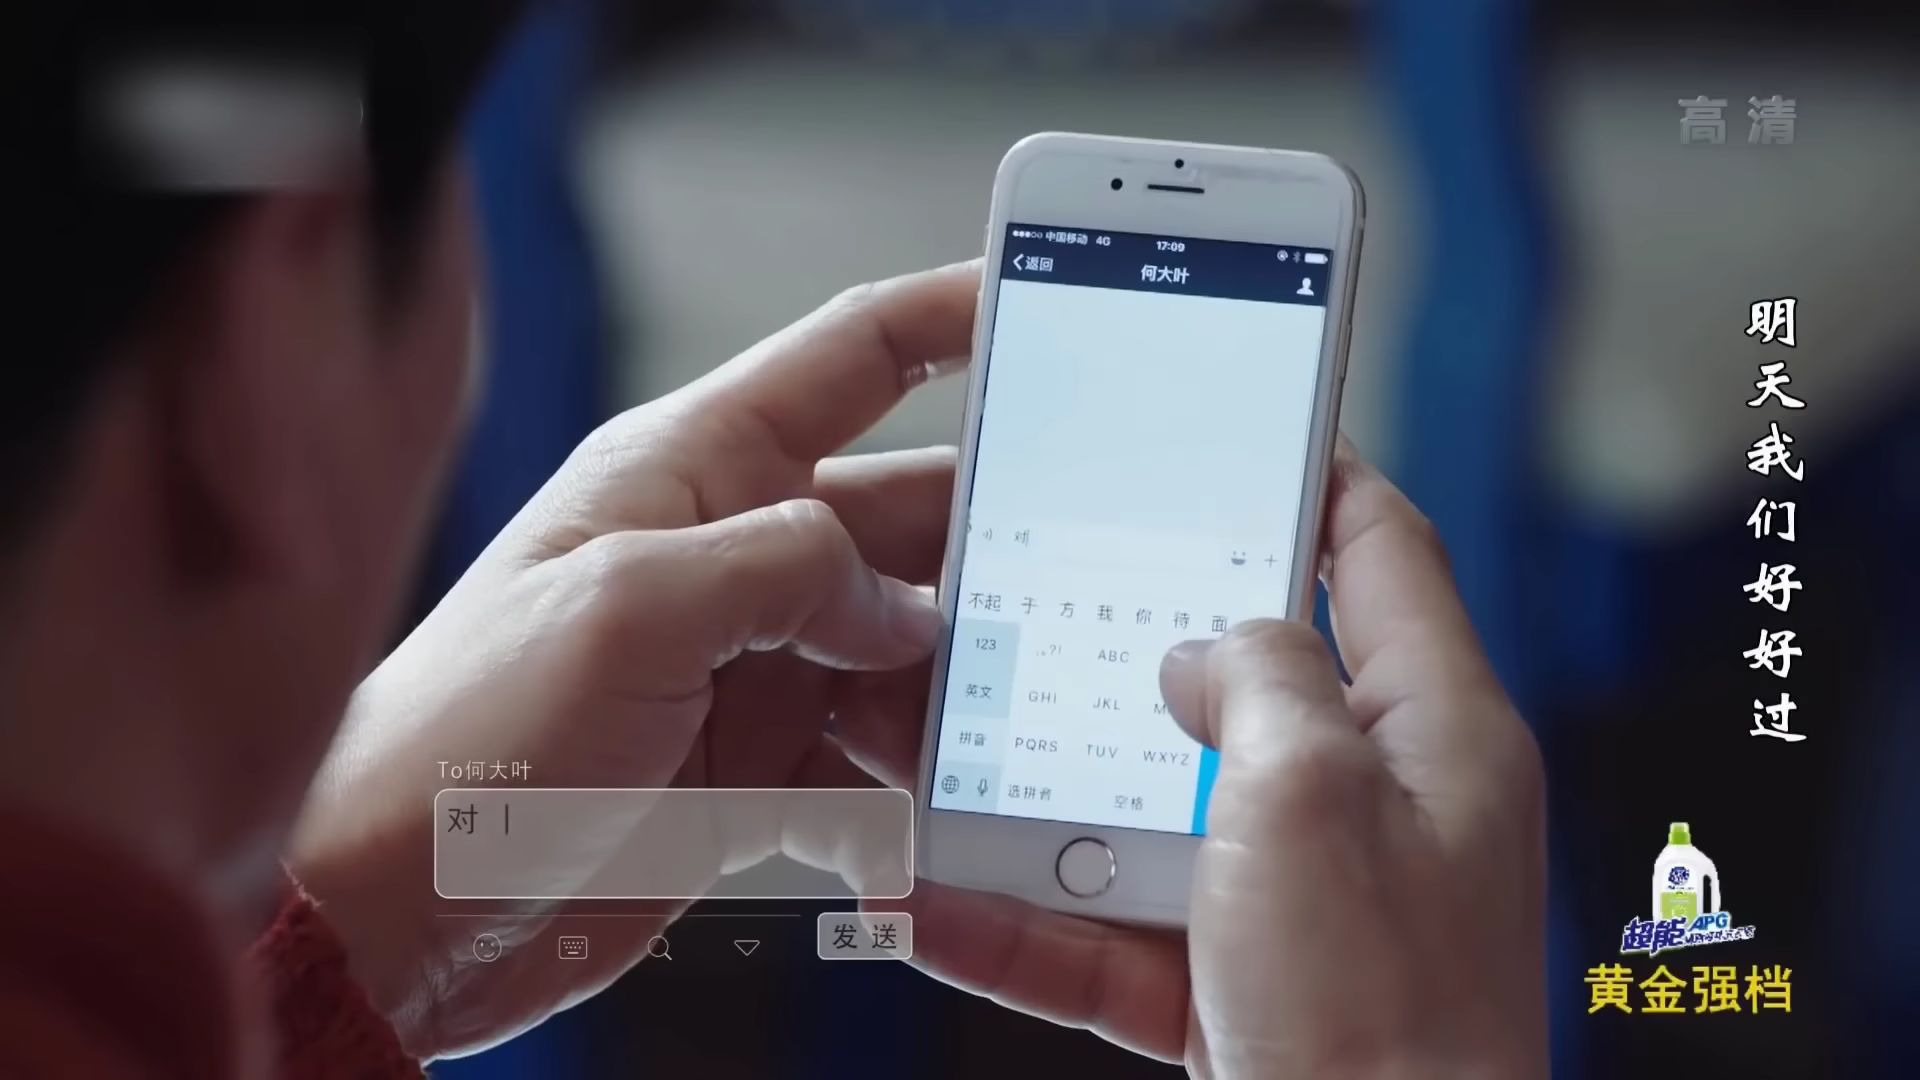 高清
中国移动 4G 17:09
返回 何大叶
对
不起 于 方 我 你 待 面
123 .,?! ABC
英文 GHI JKL M
拼音 PQRS TUV WXYZ
选拼音 空格
To何大叶
对
发送
明天我们好好过
超能APG
黄金强档